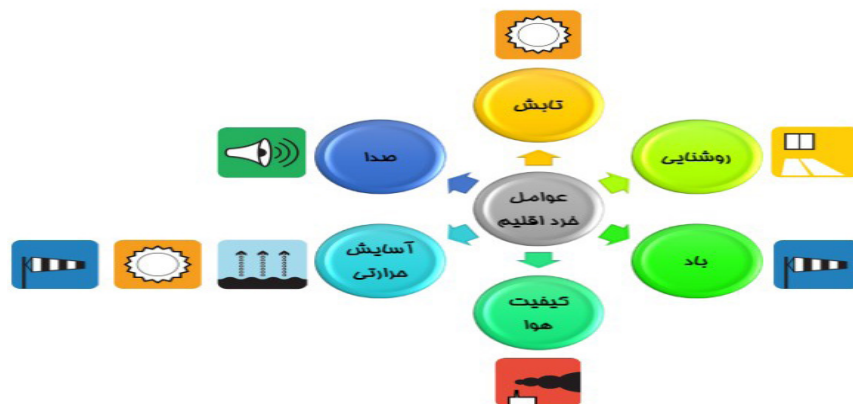 تابش
صدا
روشنایی
عوامل
خرد اقلیم
آسایش
حرارتی
باد
کیفیت
هوا